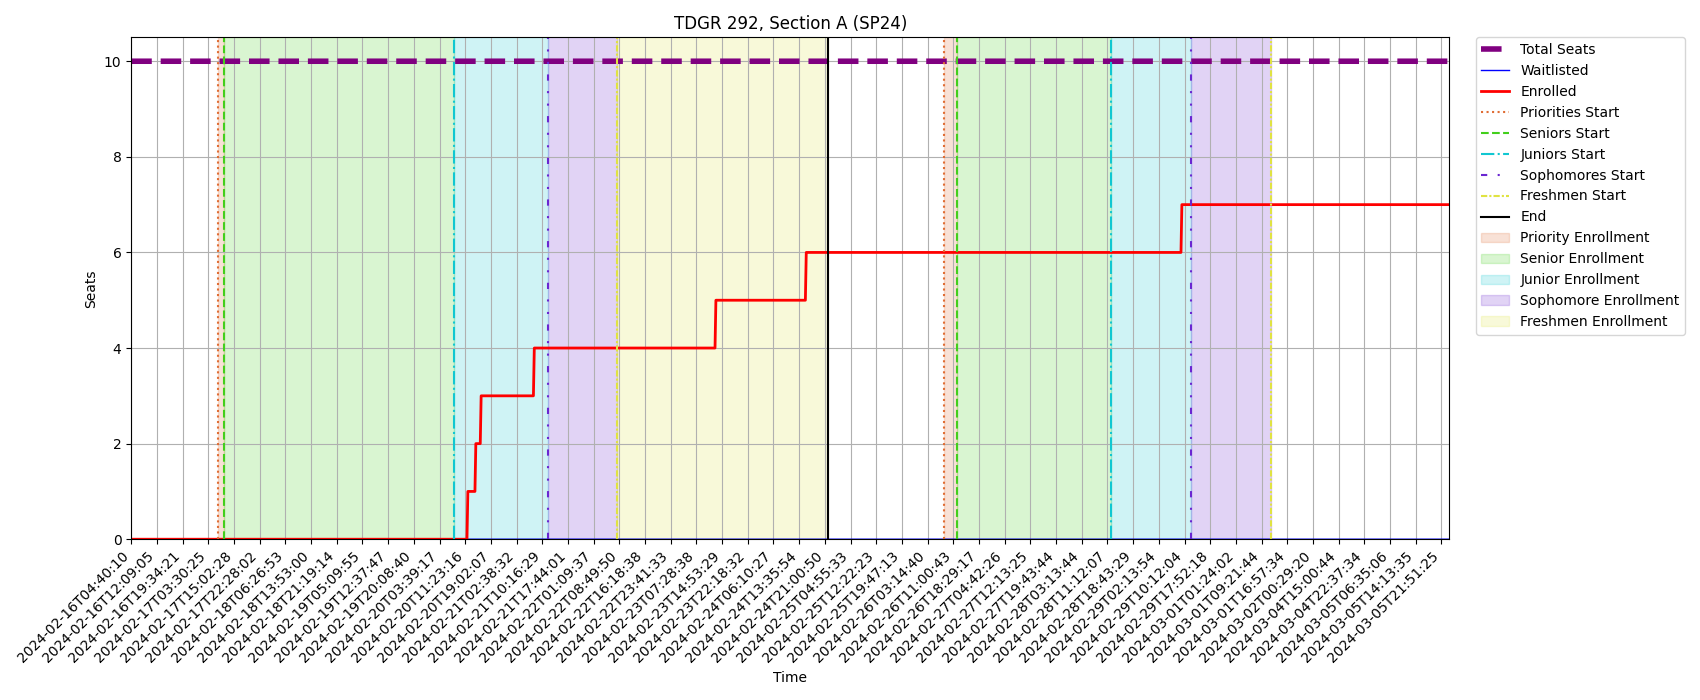 TDGR 292, Section A (SP24)
Seats
10
8
6
4
2
0
2024-02-16T04:40:10
2024-02-16T12:09:05
2024-02-16T19:34:21
2024-02-17T03:30:25
2024-02-17T15:02:28
2024-02-17T22:28:02
2024-02-18T06:26:53
2024-02-18T13:53:00
2024-02-18T21:19:14
2024-02-19T05:09:55
2024-02-19T12:37:47
2024-02-19T20:08:40
2024-02-20T03:39:17
2024-02-20T11:23:16
2024-02-20T19:02:07
2024-02-21T02:38:32
2024-02-21T10:16:29
2024-02-21T17:44:01
2024-02-22T01:09:37
2024-02-22T08:49:50
2024-02-22T16:18:38
2024-02-22T23:41:33
2024-02-23T07:28:38
2024-02-23T14:53:29
2024-02-23T22:18:32
2024-02-24T06:10:27
2024-02-24T13:35:54
2024-02-24T21:00:50
2024-02-25T04:55:33
2024-02-25T12:22:23
2024-02-25T19:47:13
2024-02-26T03:14:40
2024-02-26T11:00:43
2024-02-26T18:29:17
2024-02-27T04:42:26
2024-02-27T12:13:25
2024-02-27T19:43:44
2024-02-28T03:13:44
2024-02-28T11:12:07
2024-02-28T18:43:29
2024-02-29T02:13:54
2024-02-29T10:12:04
2024-02-29T17:52:18
2024-03-01T01:24:02
2024-03-01T09:21:44
2024-03-01T16:57:34
2024-03-02T00:29:20
2024-03-04T15:00:44
2024-03-04T22:37:34
2024-03-05T06:35:06
2024-03-05T14:13:35
2024-03-05T21:51:25
Time
Total Seats
Waitlisted
Enrolled
Priorities Start
Seniors Start
Juniors Start
Sophomores Start
Freshmen Start
End
Priority Enrollment
Senior Enrollment
Junior Enrollment
Sophomore Enrollment
Freshmen Enrollment